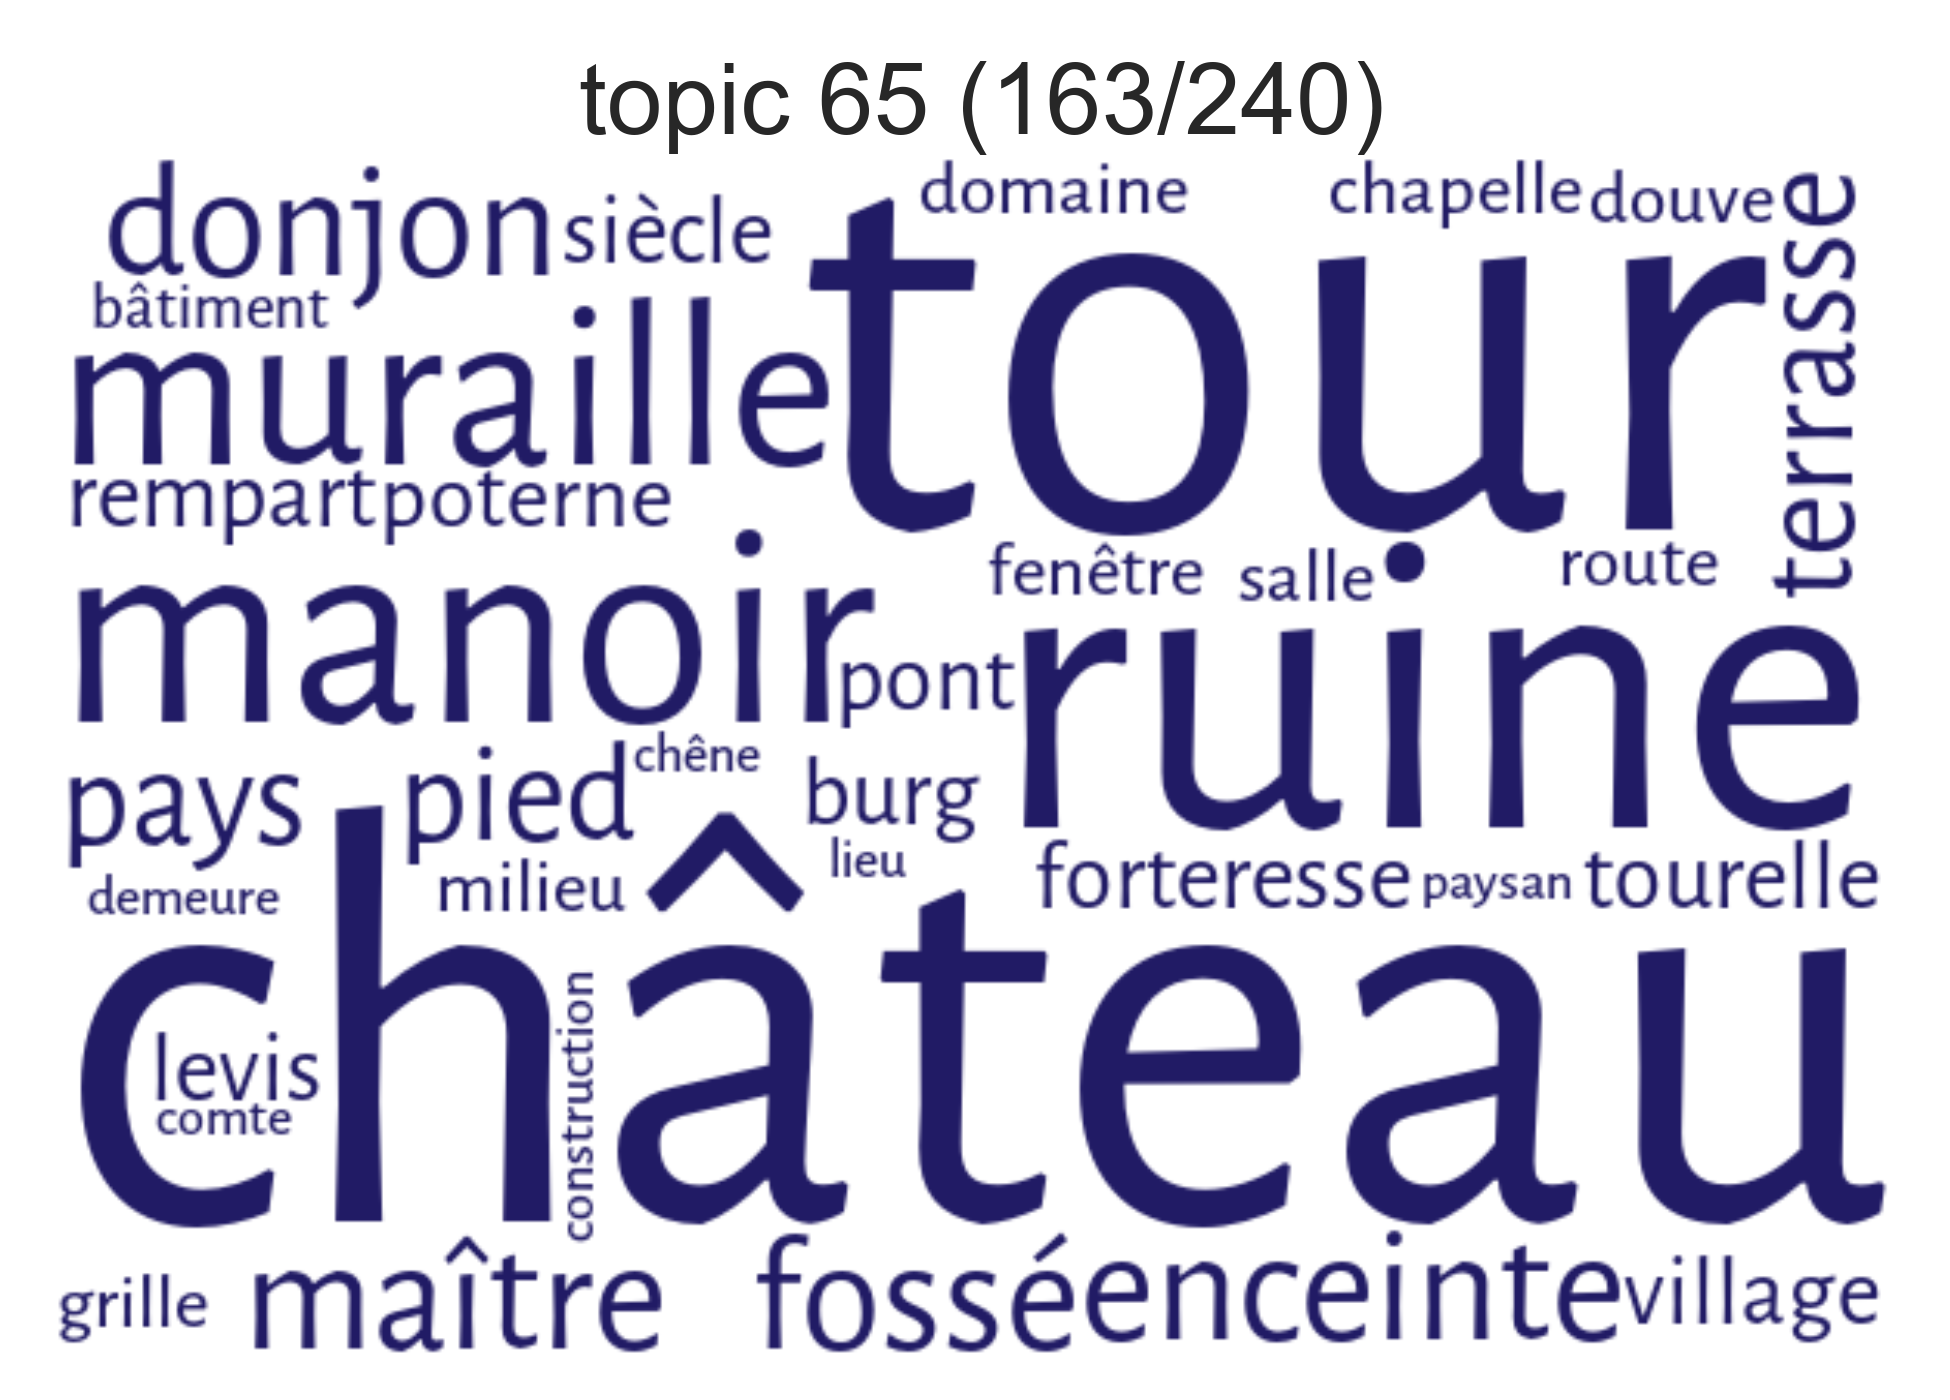 topic 65 (163/240)
donjon siècle domaine chapelle douve
bâtiment
muraille tour terrasse
rempart poterne
fenêtre salle route
manoir pont ruine
chêne
pays pied burg
lieu
demeure milieu forteresse paysan tourelle
château
levis
comte
construction
grille maître fossé enceinte village